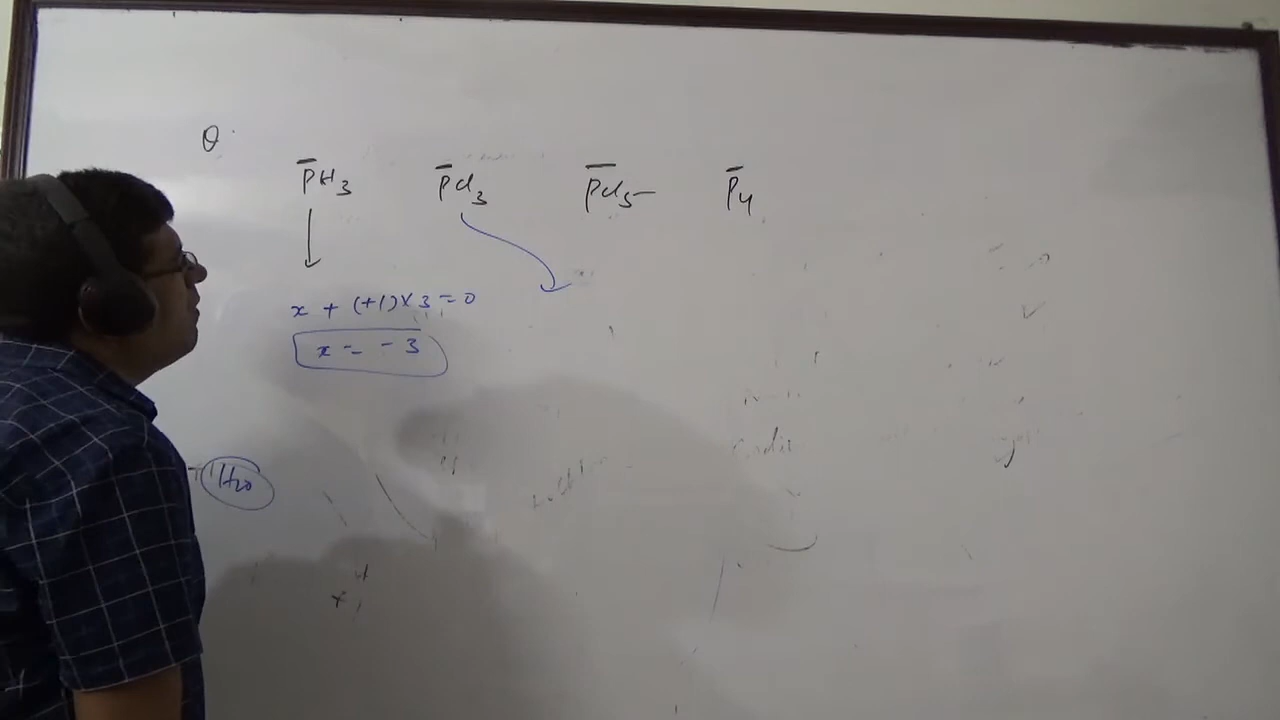 Q.
PH3 PCl3 PCl5 P4
x + (+1)×3 = 0
x = -3
H2O